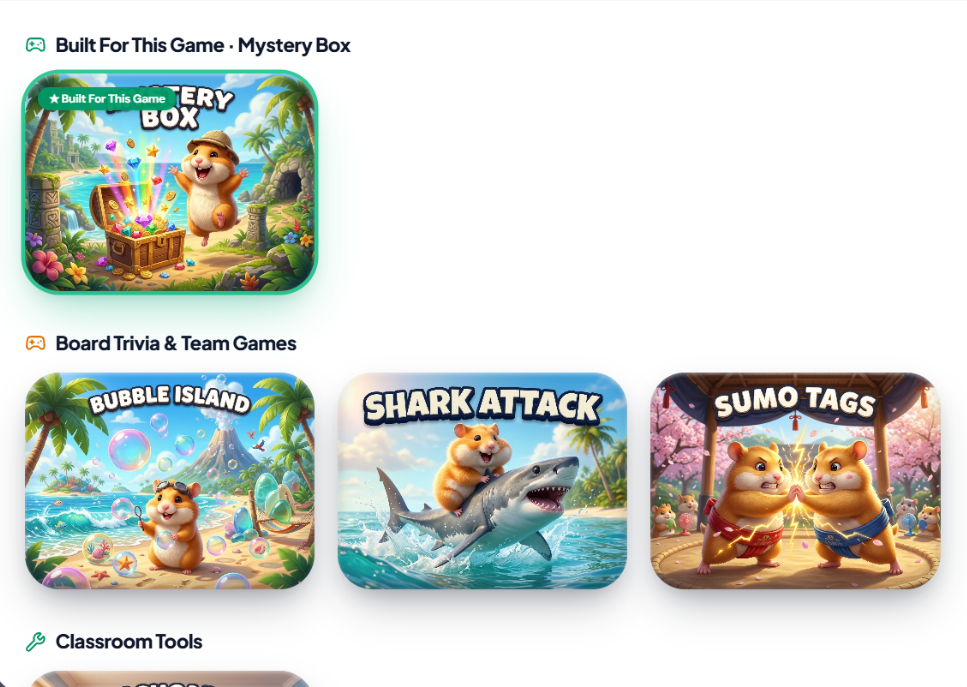 Built For This Game · Mystery Box
★ Built For This Game
BOX
Board Trivia & Team Games
BUBBLE ISLAND
SHARK ATTACK
SUMO TAGS
Classroom Tools